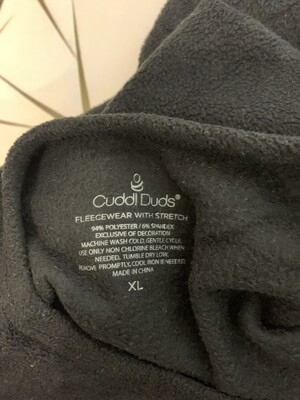 Cuddl Duds®
FLEECEWEAR WITH STRETCH
94% POLYESTER / 6% SPANDEX
EXCLUSIVE OF DECORATION
MACHINE WASH COLD, GENTLE CYCLE,
USE ONLY NON CHLORINE BLEACH WHEN
NEEDED, TUMBLE DRY LOW,
REMOVE PROMPTLY, COOL IRON IF NEEDED
MADE IN CHINA
XL